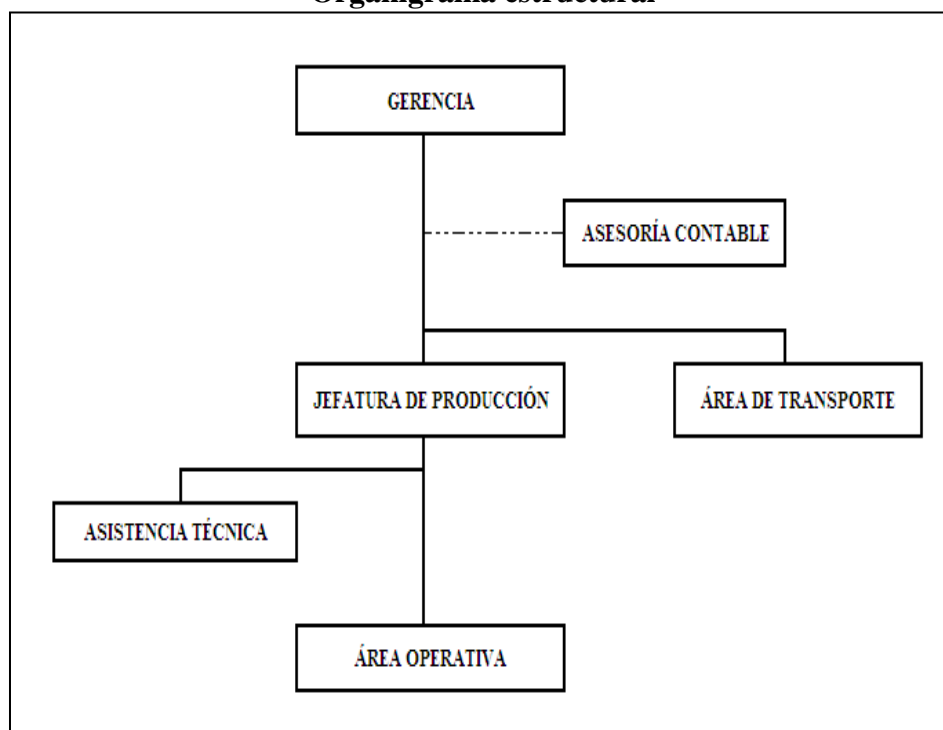 Organigrama estructural
GERENCIA
ASESORÍA CONTABLE
JEFATURA DE PRODUCCIÓN
ÁREA DE TRANSPORTE
ASISTENCIA TÉCNICA
ÁREA OPERATIVA